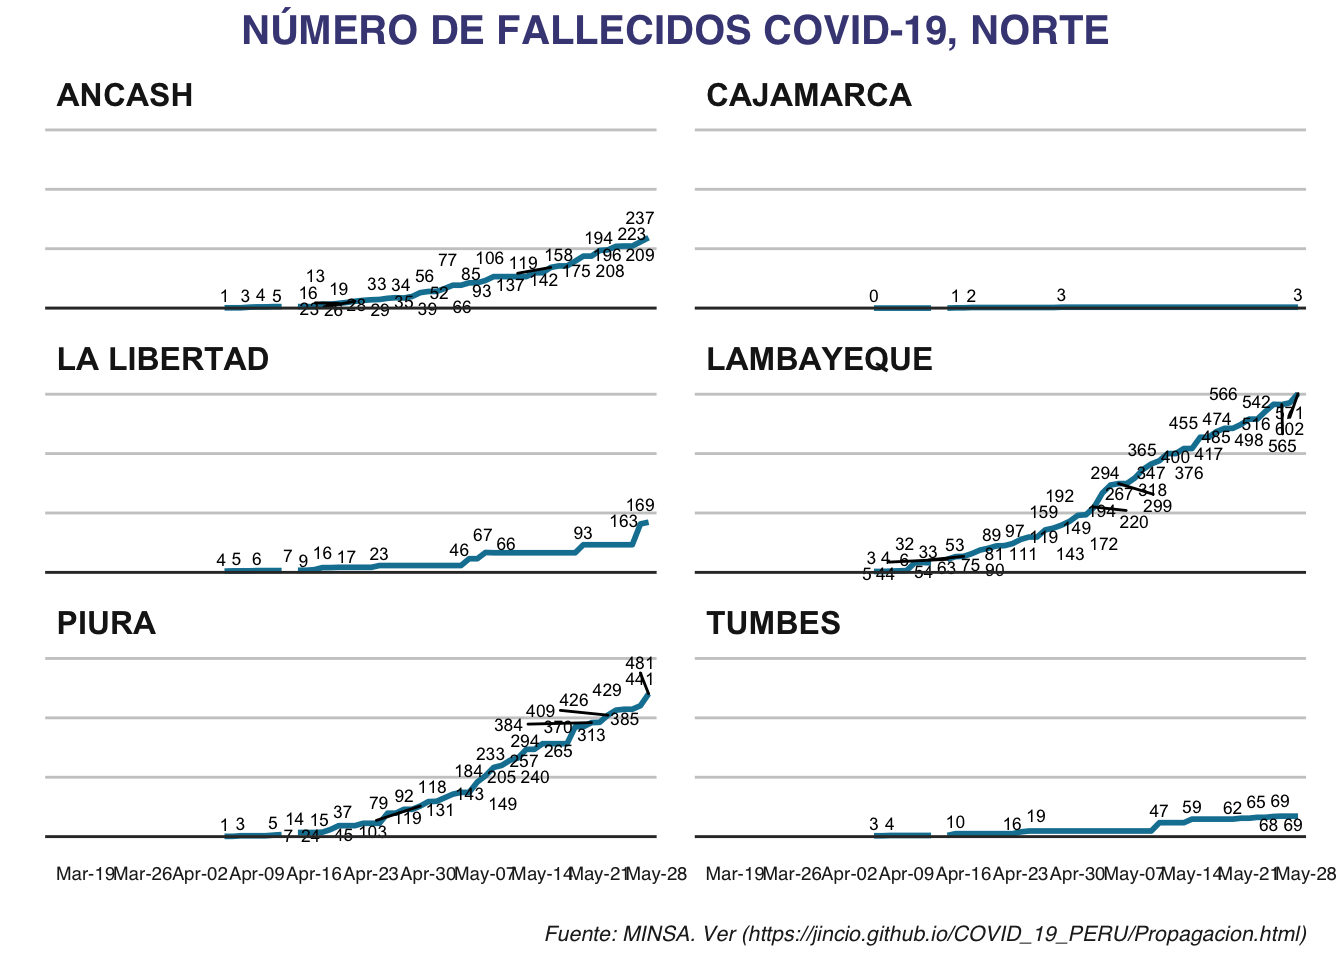 NÚMERO DE FALLECIDOS COVID-19, NORTE
ANCASH
237
194 223
77 106 119 158 196 209
13 19 33 34 56 85 175 208
1 3 4 5 16 52 93 137 142
23 26 28 29 35 39 66
CAJAMARCA
0 1 2 3 3
LA LIBERTAD
169
163
67 93
4 5 6 7 9 16 17 23 46 66
LAMBAYEQUE
566 542 571
455 474 516 602
365 485 498 565
294 400 417
347 376
192 267 318 299
159 194 220
32 53 89 97 119 149 172
3 4 6 33 81 111 143
5 44 54 63 75 90
PIURA
481
441
426 429
384 409 385
294 370 313
233 257 265
184 205 240
79 92 118 143 149
14 15 37 119 131
1 3 5 7 24 45 103
TUMBES
47 59 62 65 69
3 4 10 16 19 68 69
Mar-19 Mar-26 Apr-02 Apr-09 Apr-16 Apr-23 Apr-30 May-07 May-14 May-21 May-28
Mar-19 Mar-26 Apr-02 Apr-09 Apr-16 Apr-23 Apr-30 May-07 May-14 May-21 May-28
Fuente: MINSA. Ver (https://jincio.github.io/COVID_19_PERU/Propagacion.html)